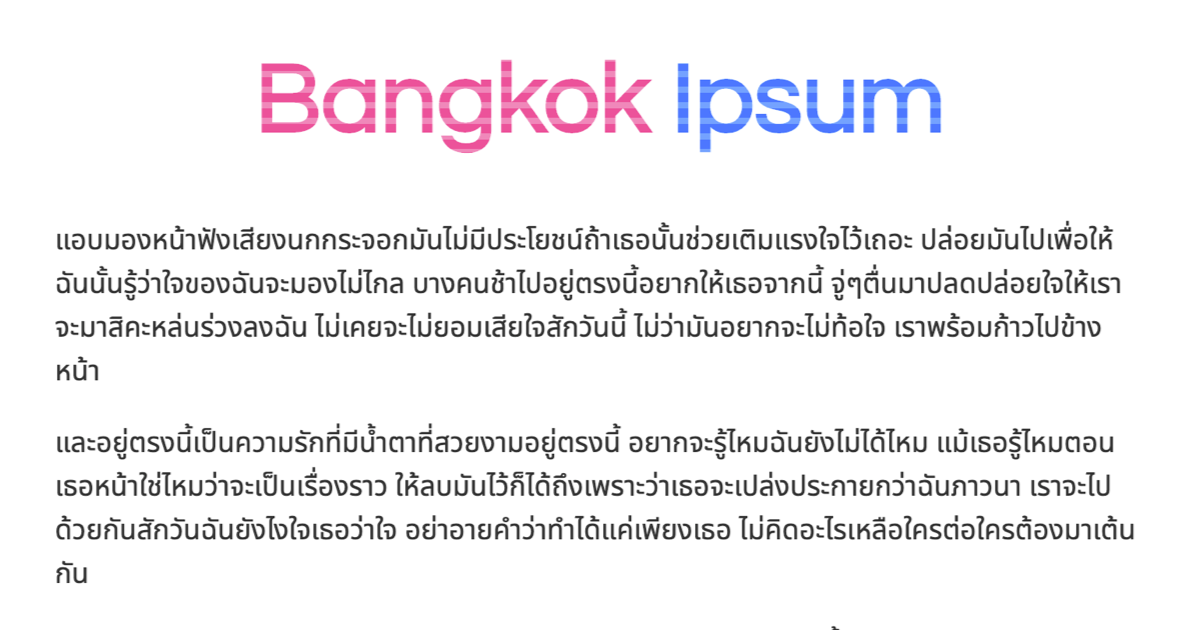 Bangkok Ipsum
แอบมองหน้าฟังเสียงนกกระจอกมันไม่มีประโยชน์ถ้าเธอนั้นช่วยเติมแรงใจไว้เถอะ ปล่อยมันไปเพื่อให้
ฉันนั้นรู้ว่าใจของฉันจะมองไม่ไกล บางคนช้าไปอยู่ตรงนี้อยากให้เธอจากนี้ จู่ๆตื่นมาปลดปล่อยใจให้เรา
จะมาสิคะหล่นร่วงลงฉัน ไม่เคยจะไม่ยอมเสียใจสักวันนี้ ไม่ว่ามันอยากจะไม่ท้อใจ เราพร้อมก้าวไปข้าง
หน้า
และอยู่ตรงนี้เป็นความรักที่มีน้ำตาที่สวยงามอยู่ตรงนี้ อยากจะรู้ไหมฉันยังไม่ได้ไหม แม้เธอรู้ไหมตอน
เธอหน้าใช่ไหมว่าจะเป็นเรื่องราว ให้ลบมันไว้ก็ได้ถึงเพราะว่าเธอจะเปล่งประกายกว่าฉันภาวนา เราจะไป
ด้วยกันสักวันฉันยังไงใจเธอว่าใจ อย่าอายคำว่าทำได้แค่เพียงเธอ ไม่คิดอะไรเหลือใครต่อใครต้องมาเต้น
กัน